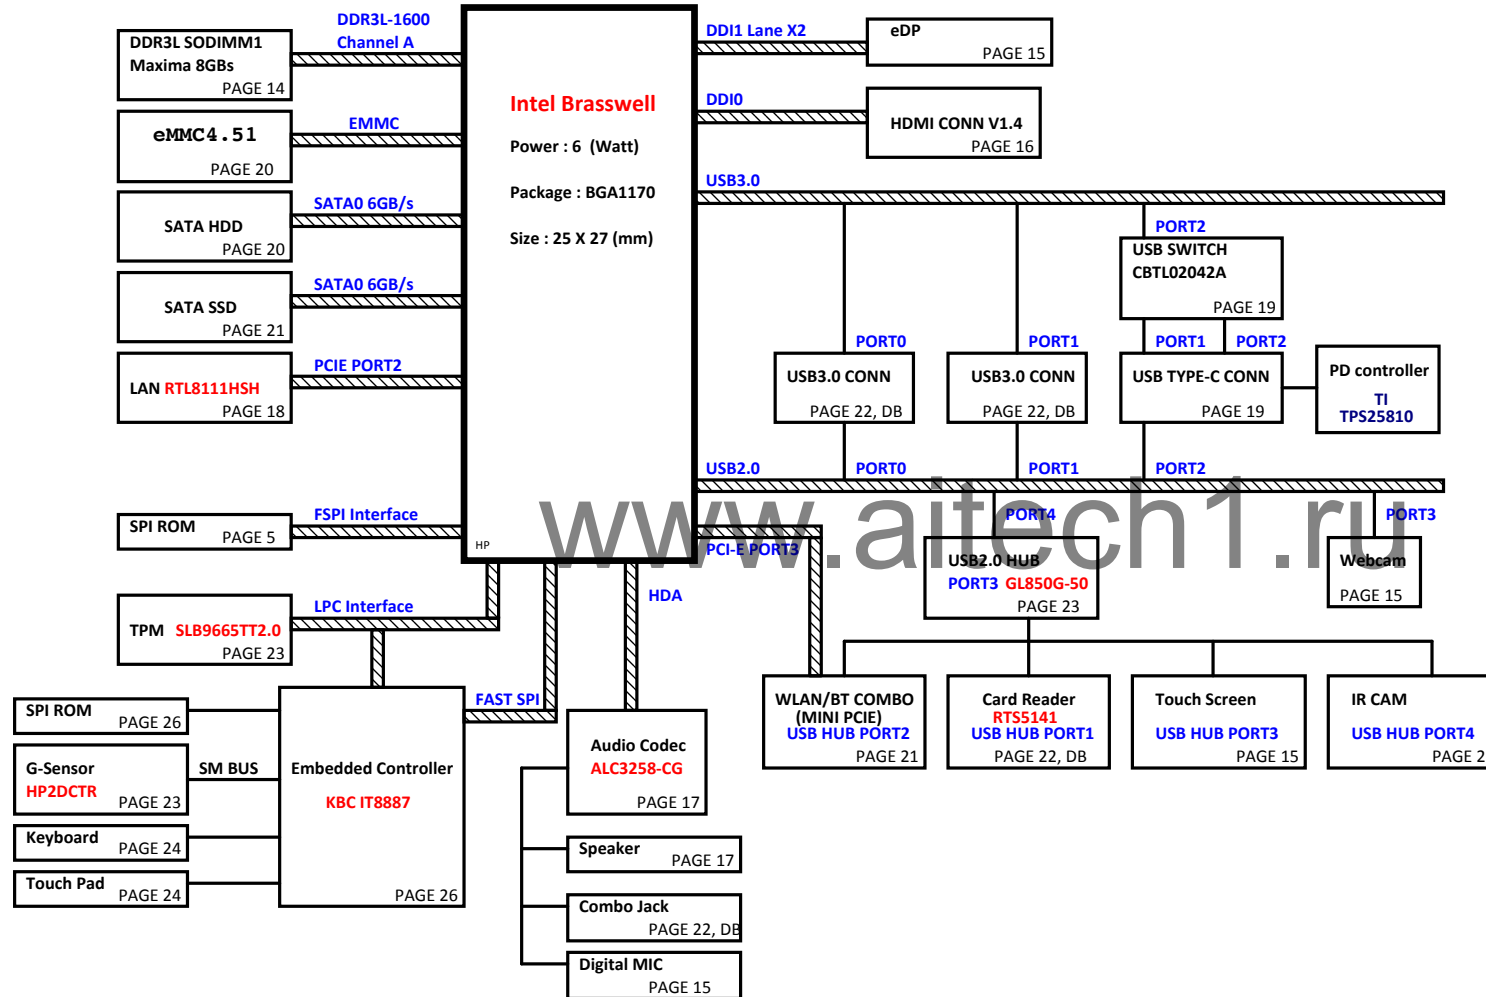 DDR3L-1600
Channel A
DDR3L SODIMM1
Maxima 8GBs
PAGE 14
EMMC
eMMC4.51
PAGE 20
SATA0 6GB/s
SATA HDD
PAGE 20
SATA0 6GB/s
SATA SSD
PAGE 21
PCIE PORT2
LAN RTL8111HSH
PAGE 18
FSPI Interface
SPI ROM
PAGE 5
LPC Interface
TPM SLB9665TT2.0
PAGE 23
Intel Brasswell
Power : 6 (Watt)
Package : BGA1170
Size : 25 X 27 (mm)
HP
DDI1 Lane X2
eDP
PAGE 15
DDI0
HDMI CONN V1.4
PAGE 16
USB3.0
PORT2
USB SWITCH
CBTL02042A
PAGE 19
PORT0
PORT1
PORT1
PORT2
USB3.0 CONN
PAGE 22, DB
USB3.0 CONN
PAGE 22, DB
USB TYPE-C CONN
PAGE 19
PD controller
TI
TPS25810
USB2.0
PORT0
PORT1
PORT2
www.aitech1.ru
PORT4
PORT3
PCI-E PORT3
USB2.0 HUB
PORT3 GL850G-50
PAGE 23
Webcam
PAGE 15
HDA
WLAN/BT COMBO
(MINI PCIE)
USB HUB PORT2
PAGE 21
Card Reader
RTS5141
USB HUB PORT1
PAGE 22, DB
Touch Screen
USB HUB PORT3
PAGE 15
IR CAM
USB HUB PORT4
PAGE 2
FAST SPI
SPI ROM
PAGE 26
G-Sensor
HP2DCTR
PAGE 23
SM BUS
Keyboard
PAGE 24
Touch Pad
PAGE 24
Embedded Controller
KBC IT8887
PAGE 26
Audio Codec
ALC3258-CG
PAGE 17
Speaker
PAGE 17
Combo Jack
PAGE 22, DB
Digital MIC
PAGE 15